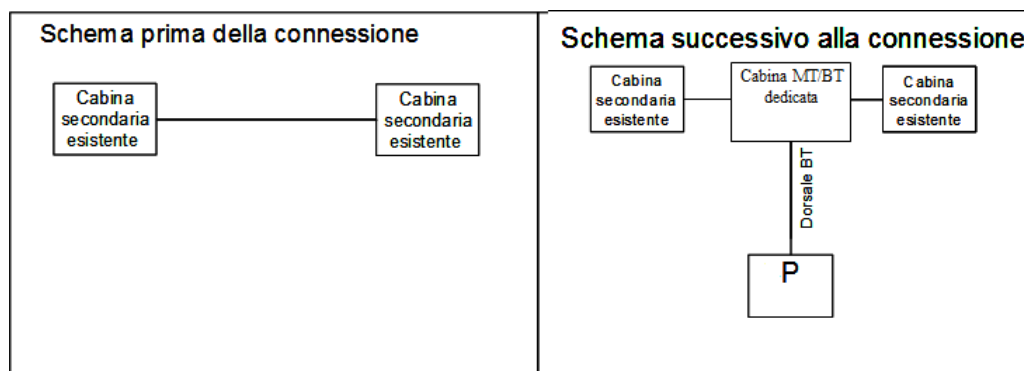 Schema prima della connessione
Cabina
secondaria
esistente
Cabina
secondaria
esistente
Schema successivo alla connessione
Cabina
secondaria
esistente
Cabina MT/BT
dedicata
Cabina
secondaria
esistente
Dorsale BT
P